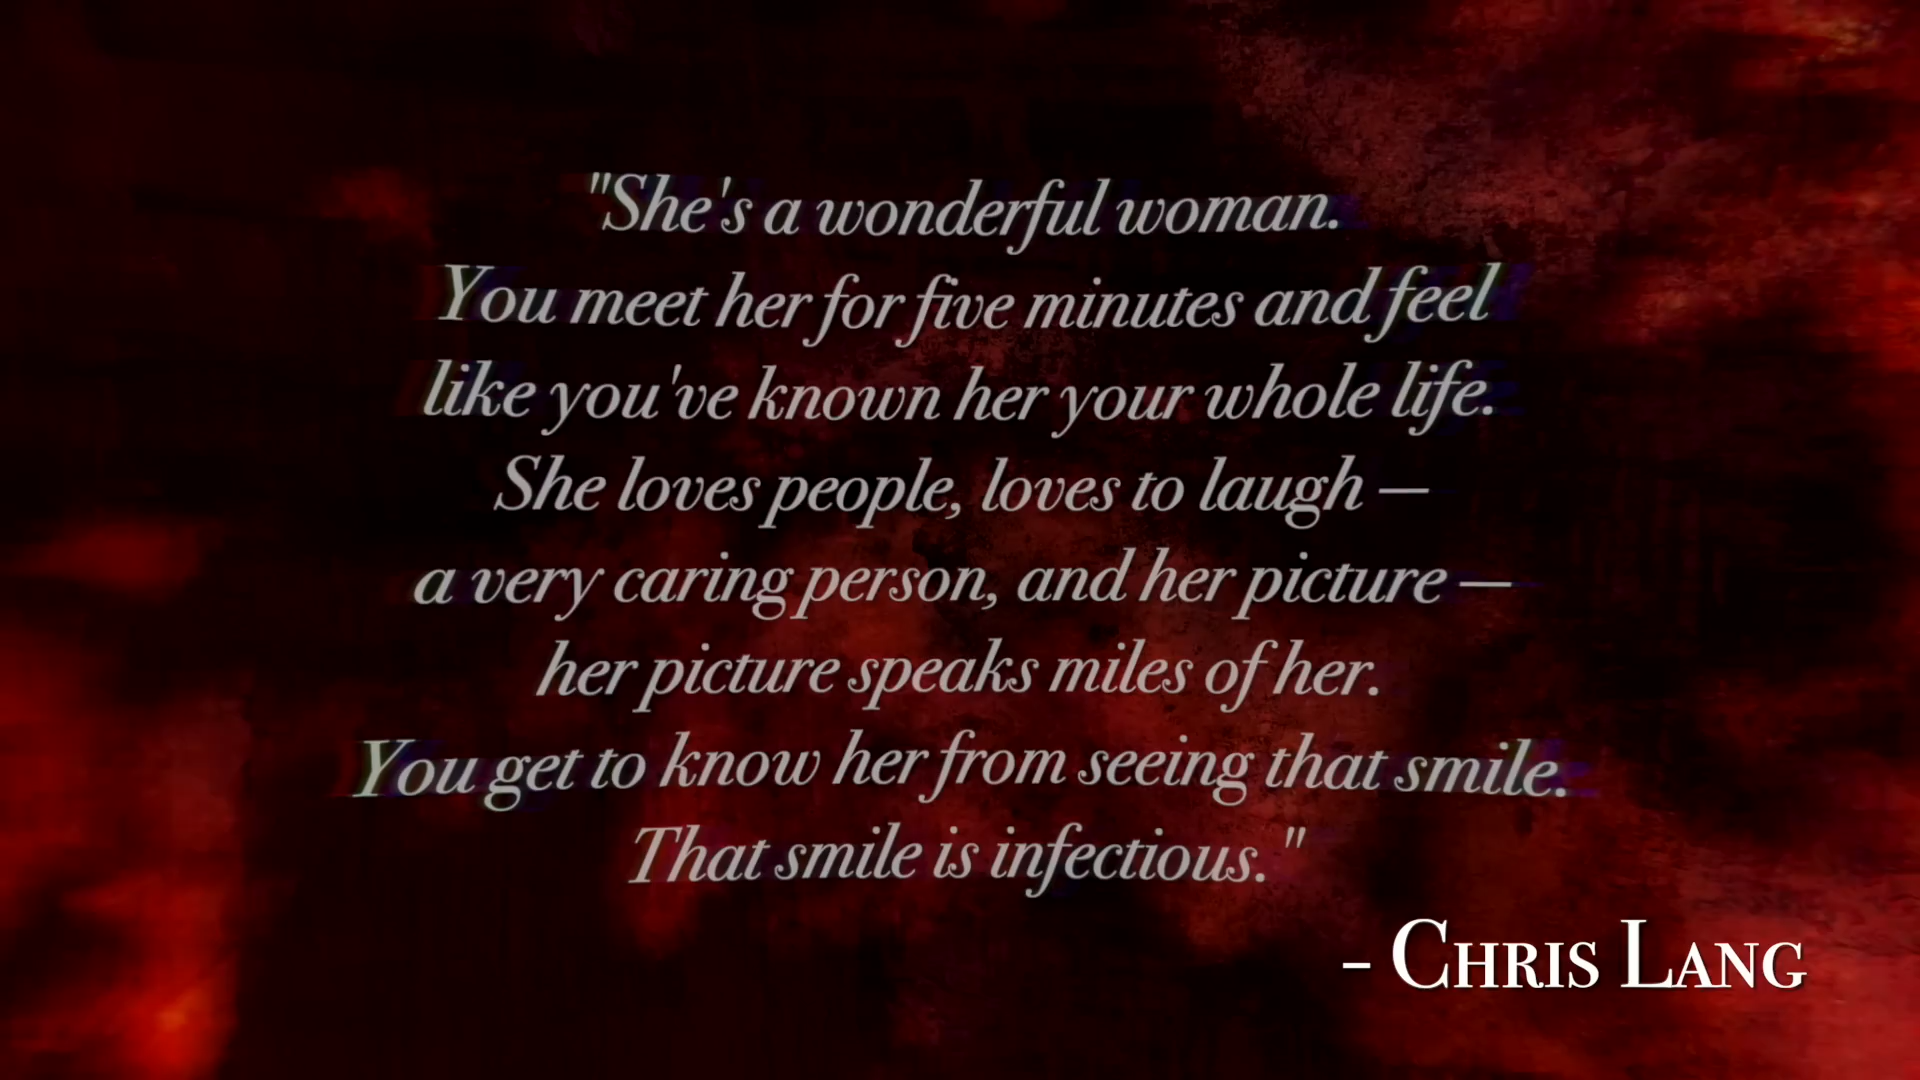 "She's a wonderful woman.
You meet her for five minutes and feel
like you've known her your whole life.
She loves people, loves to laugh —
a very caring person, and her picture —
her picture speaks miles of her.
You get to know her from seeing that smile.
That smile is infectious."
- Chris Lang